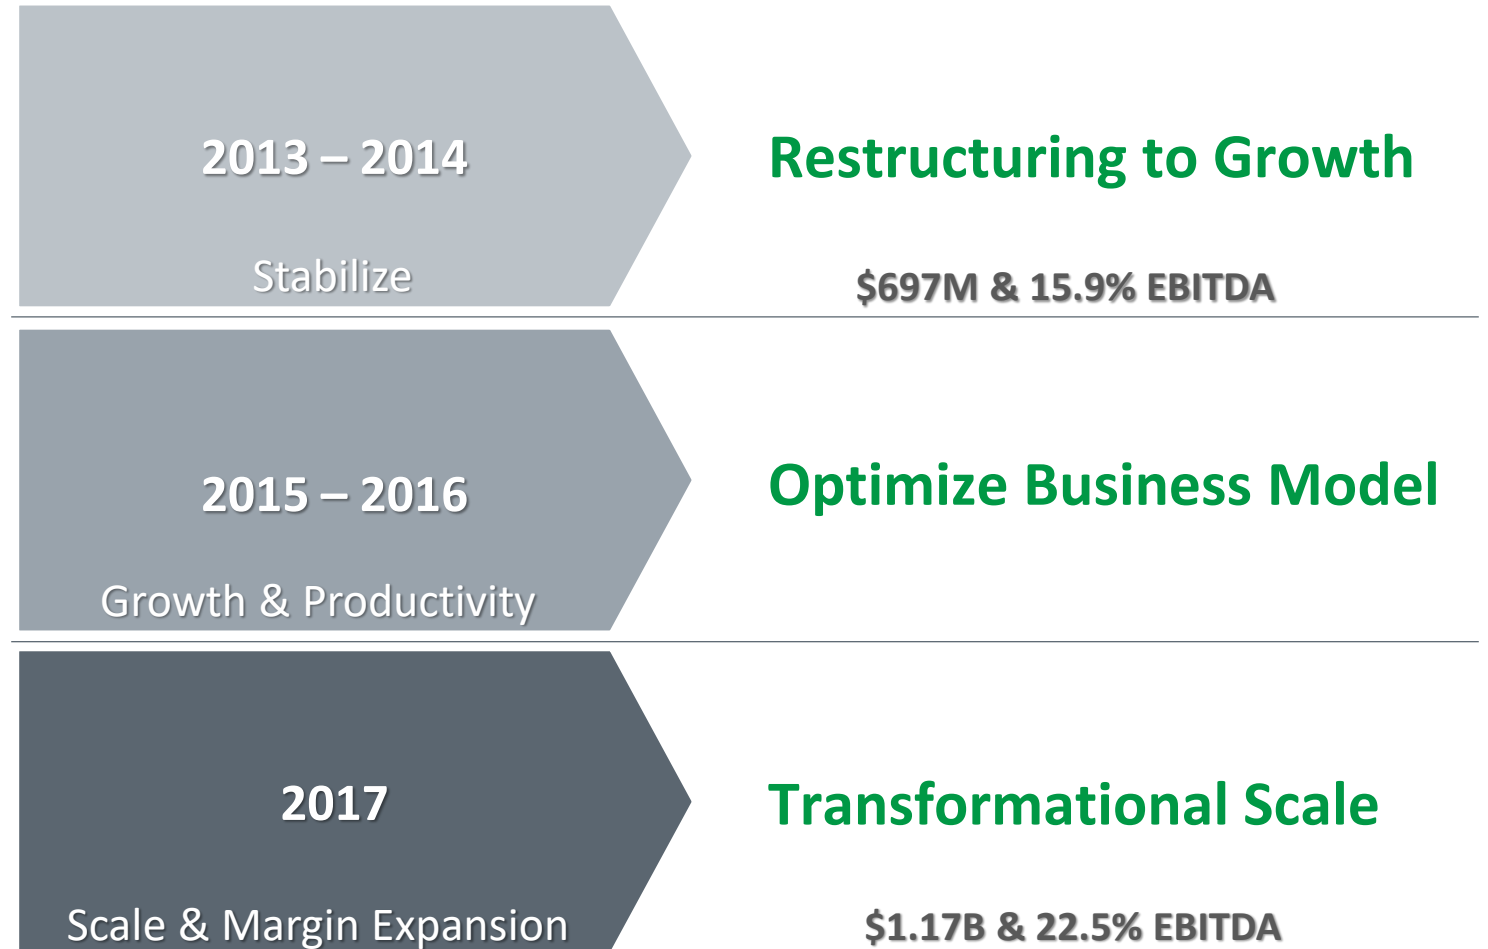 2013 – 2014
Restructuring to Growth
Stabilize
$697M & 15.9% EBITDA
2015 – 2016
Optimize Business Model
Growth & Productivity
2017
Transformational Scale
Scale & Margin Expansion
$1.17B & 22.5% EBITDA